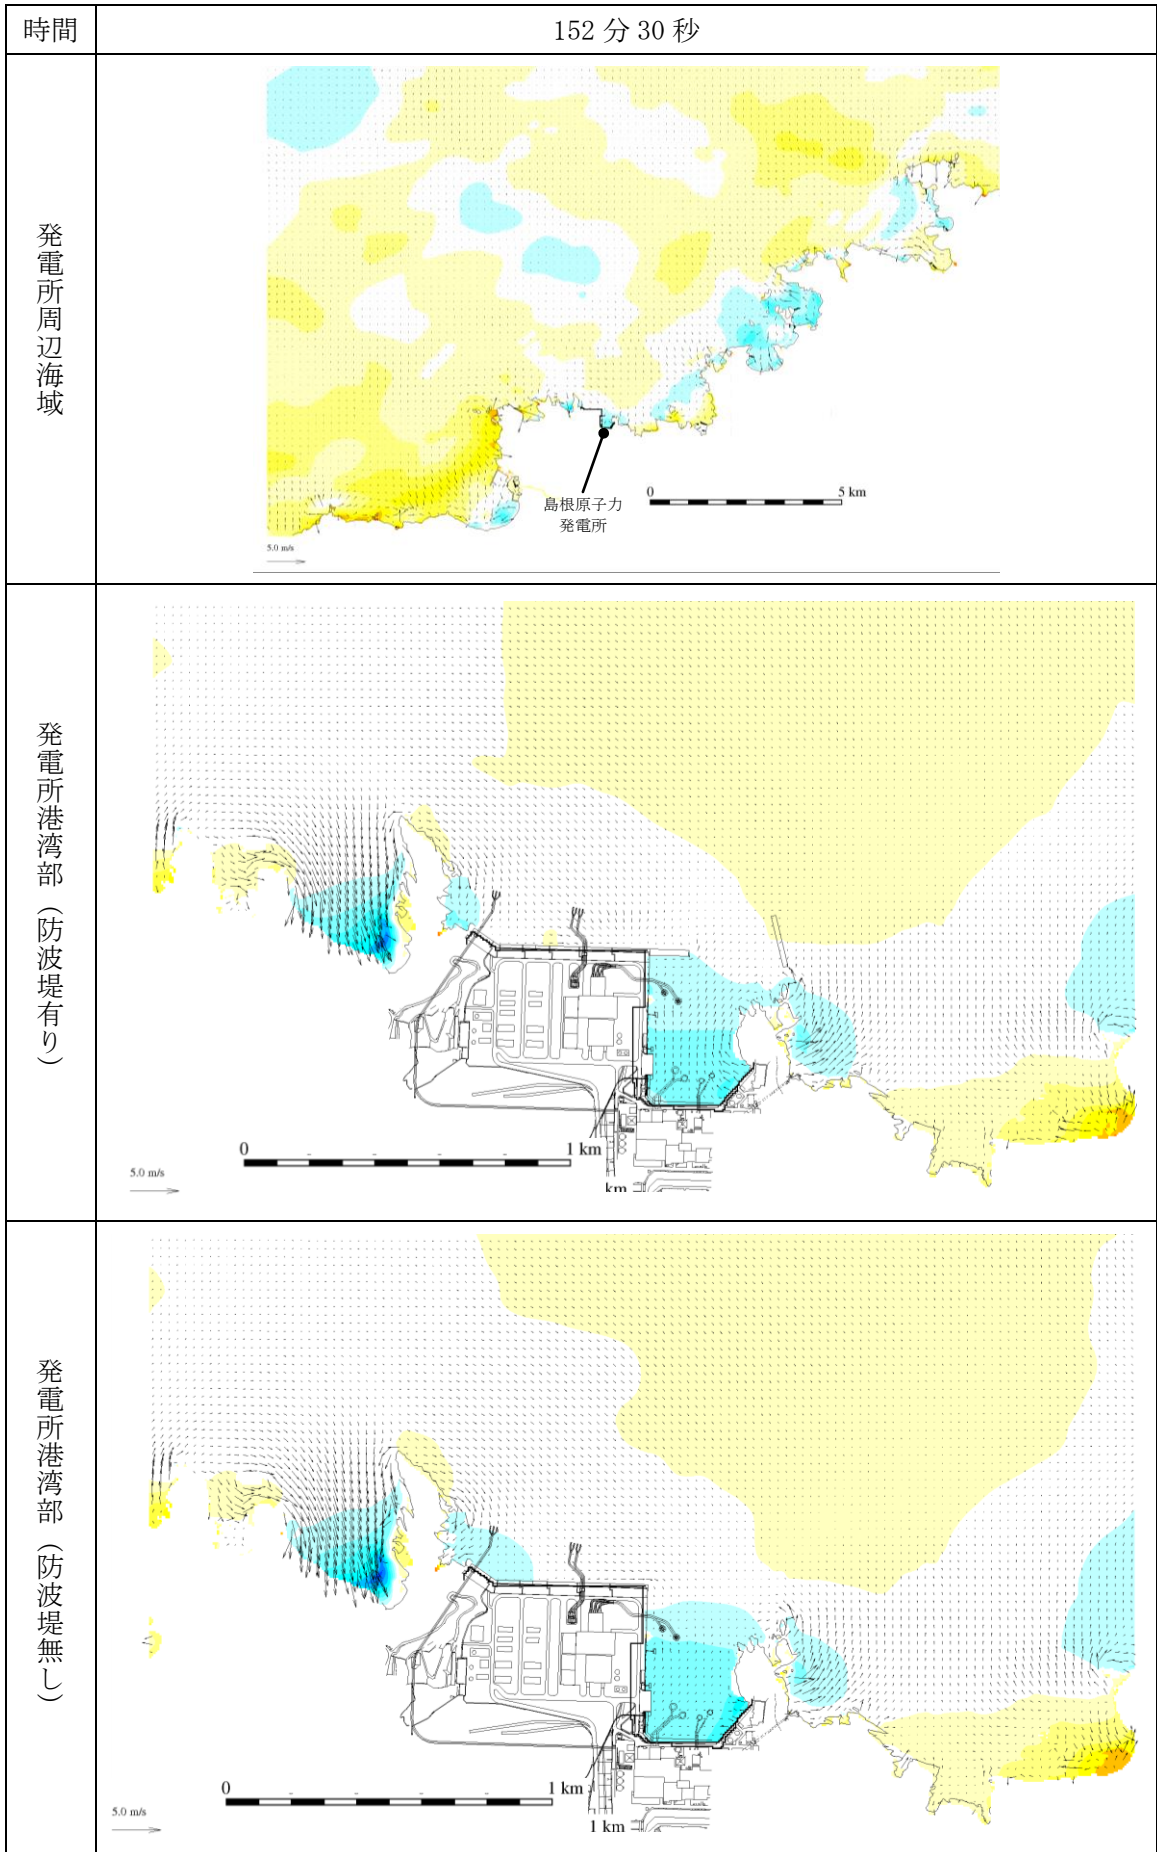 時間
152 分 30 秒
発電所周辺海域
島根原子力
発電所
0
5 km
5.0 m/s
発電所港湾部（防波堤有り）
0
1 km
5.0 m/s
km
発電所港湾部（防波堤無し）
0
1 km
5.0 m/s
1 km